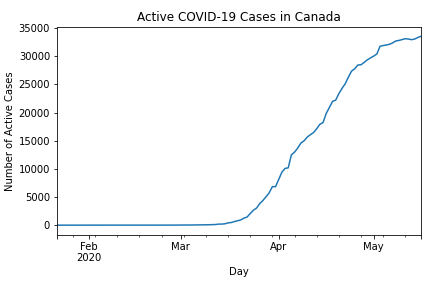 Active COVID-19 Cases in Canada
Number of Active Cases
35000
30000
25000
20000
15000
10000
5000
0
Feb Mar Apr May
2020
Day